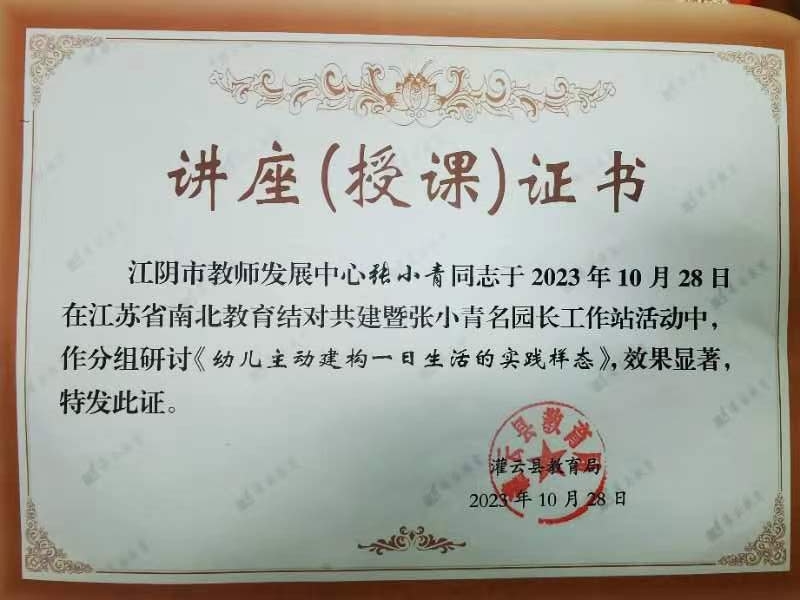 讲座(授课)证书
江阴市教师发展中心张小青同志于 2023 年 10 月 28 日
在江苏省南北教育结对共建暨张小青名园长工作站活动中，
作分组研讨《幼儿主动建构一日生活的实践样态》，效果显著，
特发此证。
灌云县教育局
2023 年 10 月 28 日